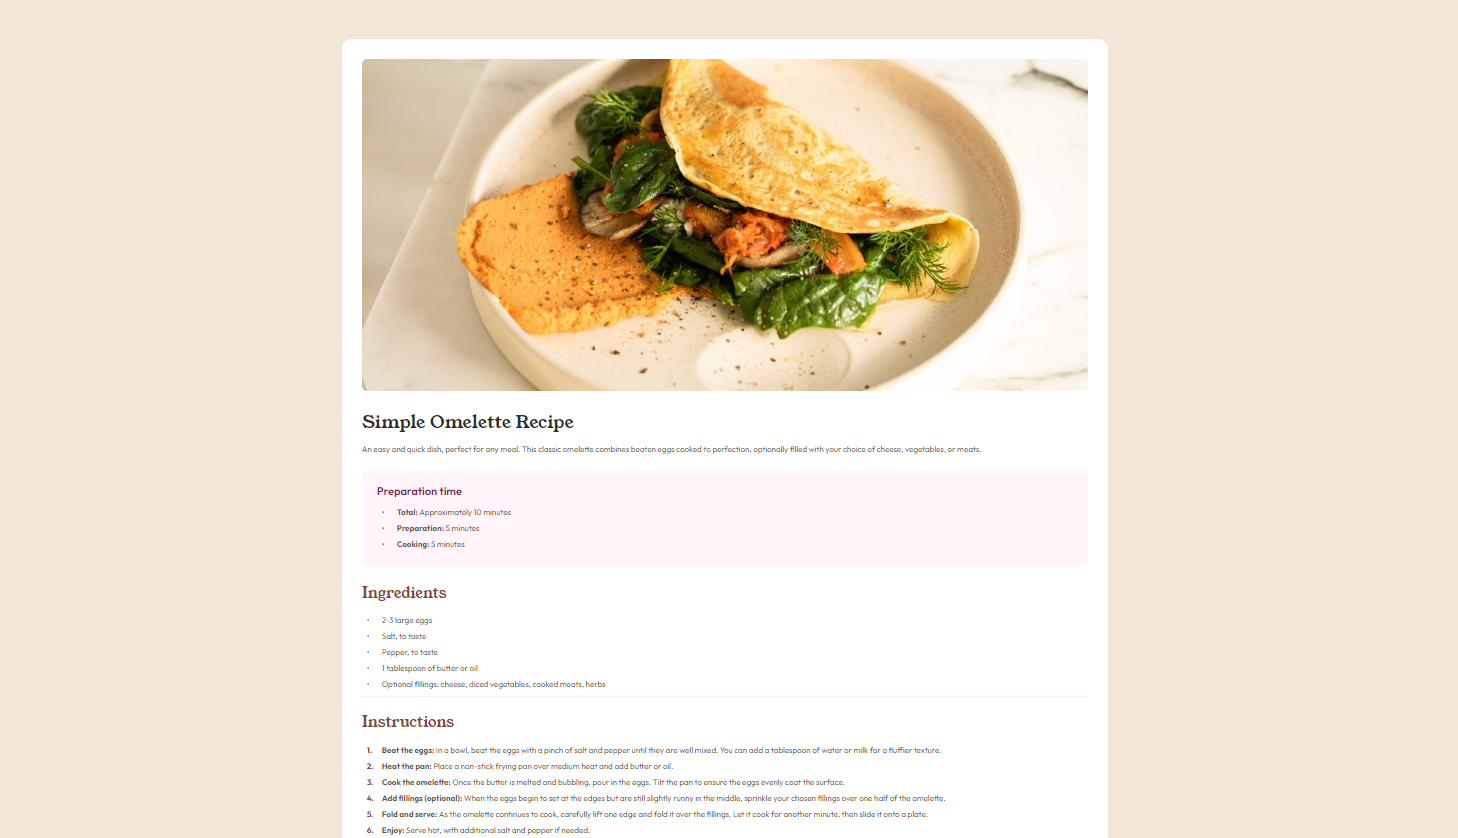 Simple Omelette Recipe
An easy and quick dish, perfect for any meal. This classic omelette combines beaten eggs cooked to perfection, optionally filled with your choice of cheese, vegetables, or meats.
Preparation time
• Total: Approximately 10 minutes
• Preparation: 5 minutes
• Cooking: 5 minutes
Ingredients
• 2-3 large eggs
• Salt, to taste
• Pepper, to taste
• 1 tablespoon of butter or oil
• Optional fillings: cheese, diced vegetables, cooked meats, herbs
Instructions
1. Beat the eggs: In a bowl, beat the eggs with a pinch of salt and pepper until they are well mixed. You can add a tablespoon of water or milk for a fluffier texture.
2. Heat the pan: Place a non-stick frying pan over medium heat and add butter or oil.
3. Cook the omelette: Once the butter is melted and bubbling, pour in the eggs. Tilt the pan to ensure the eggs evenly coat the surface.
4. Add fillings (optional): When the eggs begin to set at the edges but are still slightly runny in the middle, sprinkle your chosen fillings over one half of the omelette.
5. Fold and serve: As the omelette continues to cook, carefully lift one edge and fold it over the fillings. Let it cook for another minute, then slide it onto a plate.
6. Enjoy: Serve hot, with additional salt and pepper if needed.